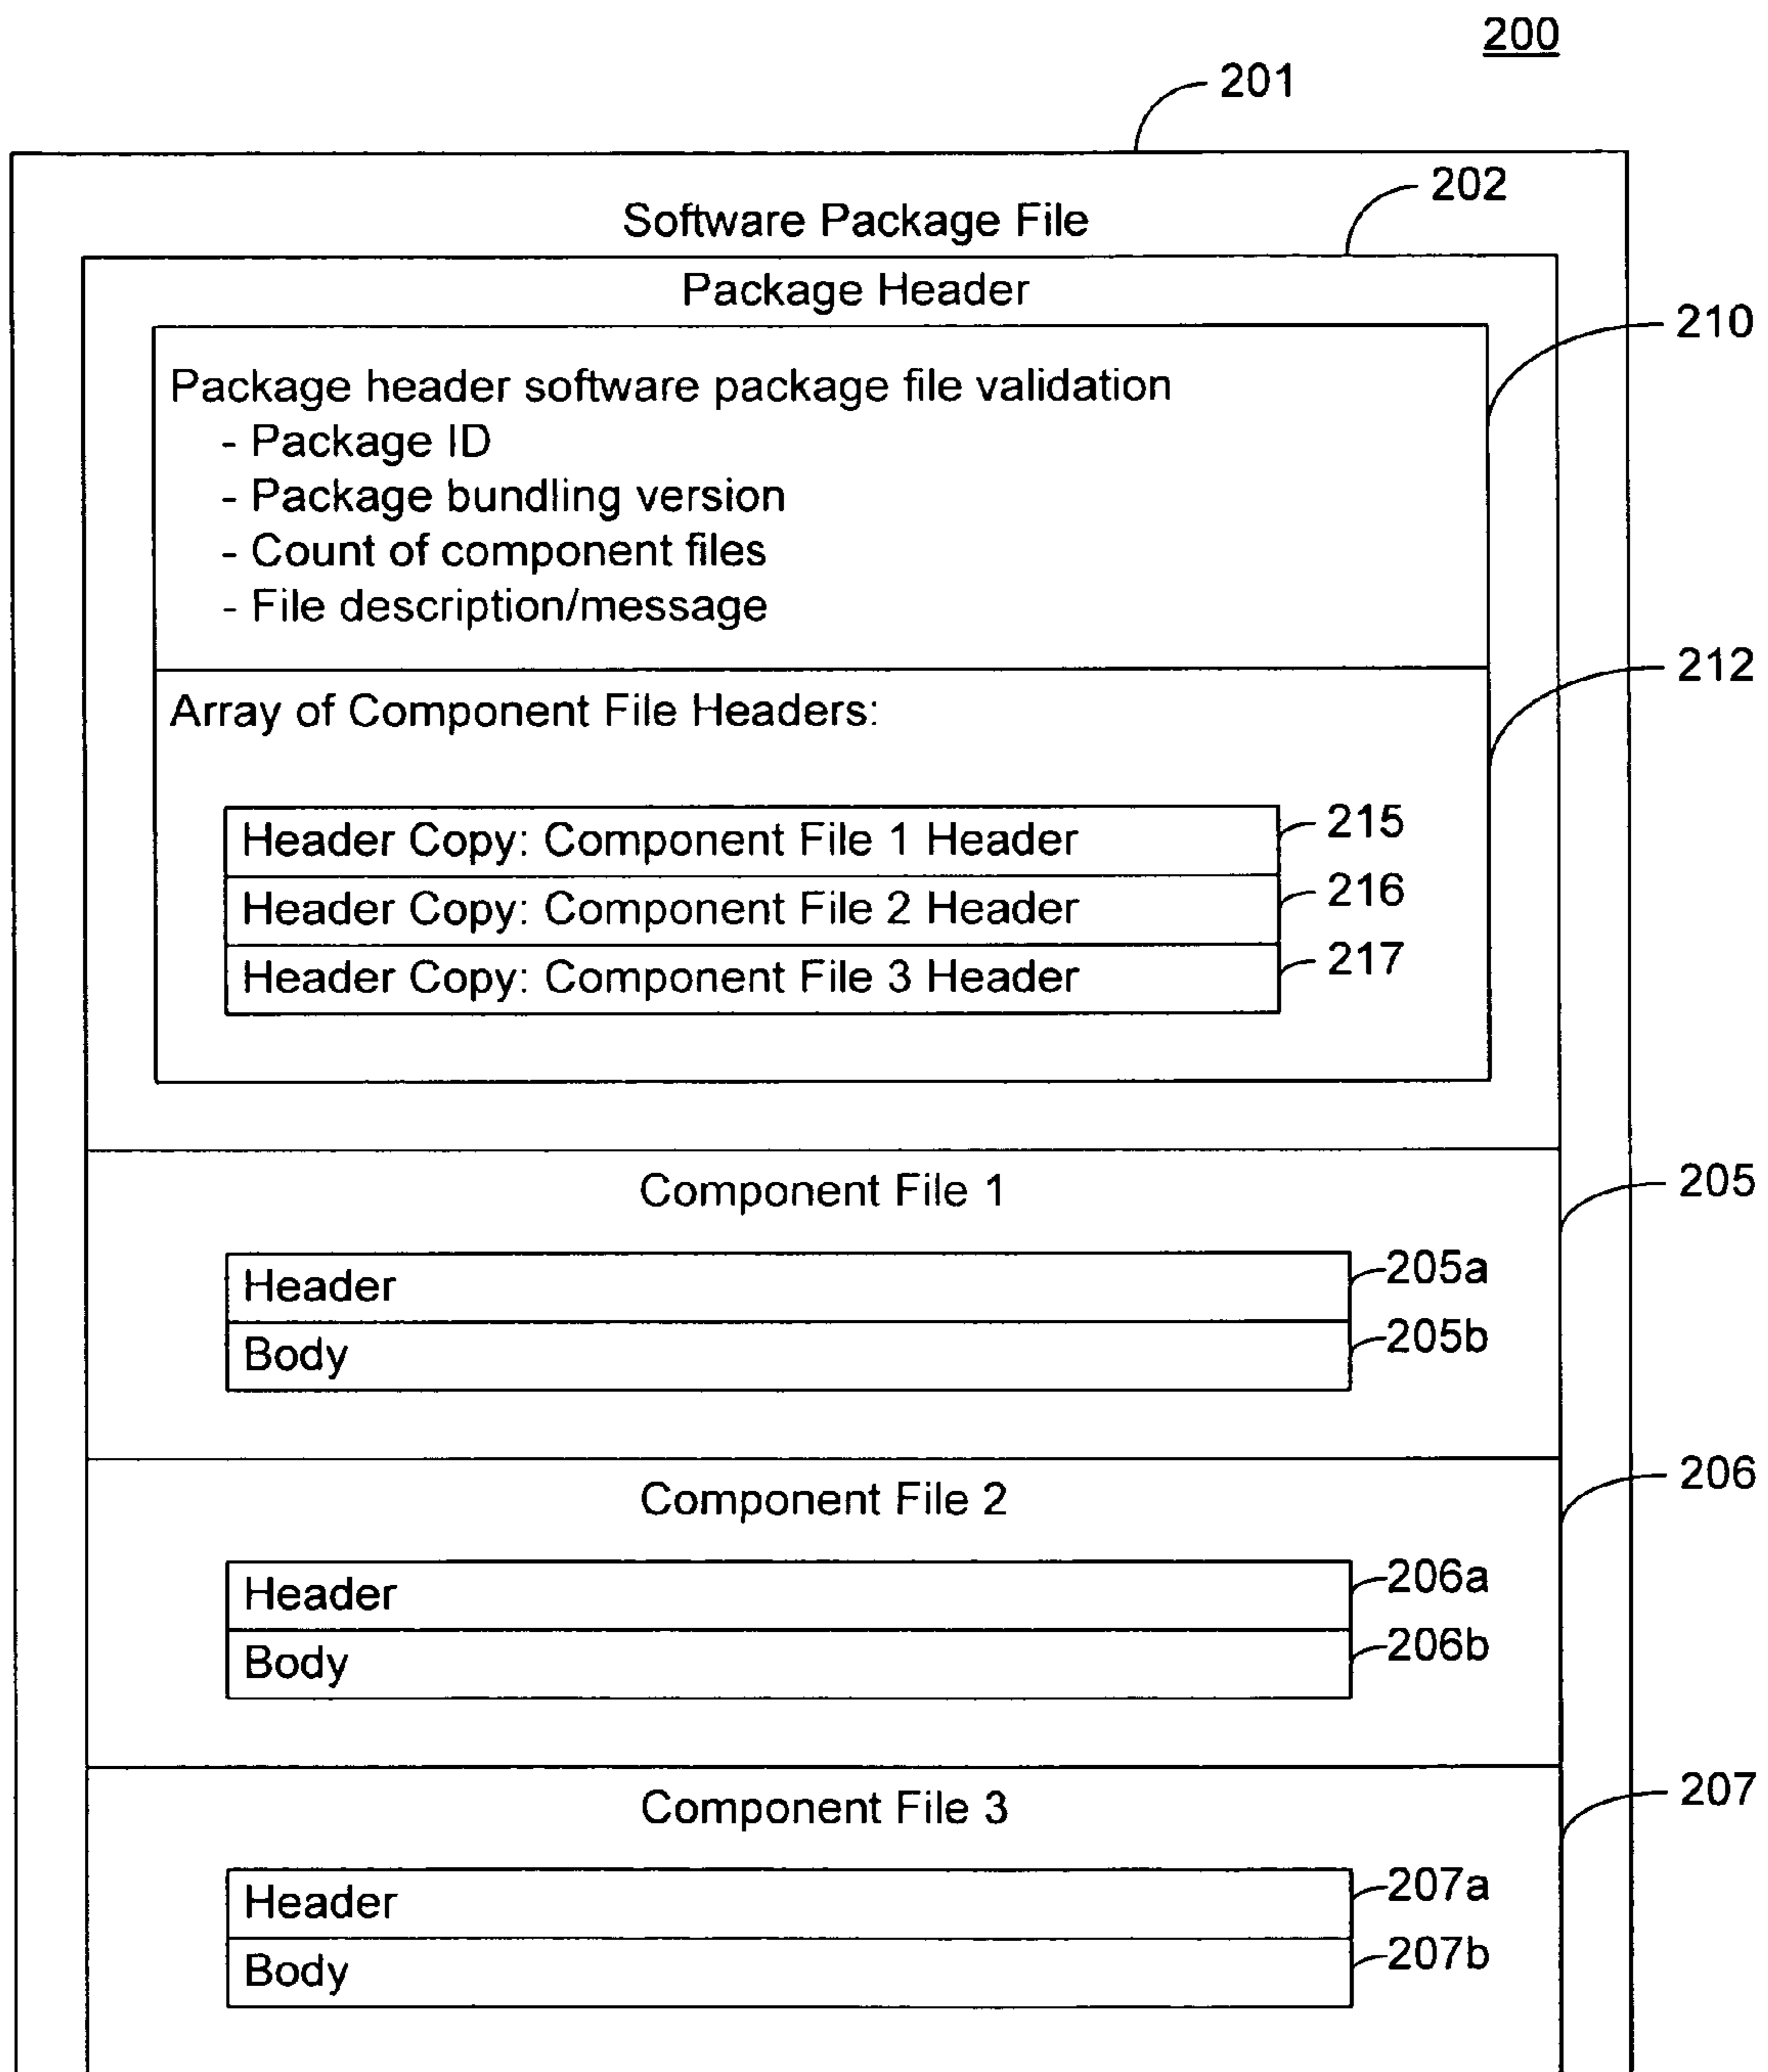 200
201
202
Software Package File
Package Header
210
Package header software package file validation
- Package ID
- Package bundling version
- Count of component files
- File description/message
212
Array of Component File Headers:
Header Copy: Component File 1 Header 215
Header Copy: Component File 2 Header 216
Header Copy: Component File 3 Header 217
Component File 1 205
Header 205a
Body 205b
206
Component File 2
Header 206a
Body 206b
207
Component File 3
Header 207a
Body 207b